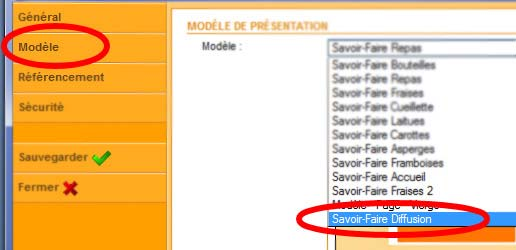 Général
Modèle
Référencement
Sécurité
Sauvegarder
Fermer
MODÈLE DE PRÉSENTATION
Modèle :
Savoir-Faire Repas
Savoir-Faire Bouteilles
Savoir-Faire Repas
Savoir-Faire Fraises
Savoir-Faire Cueillette
Savoir-Faire Laitues
Savoir-Faire Carottes
Savoir-Faire Asperges
Savoir-Faire Framboises
Savoir-Faire Accueil
Savoir-Faire Fraises 2
Modèle - Page - Vierge
Savoir-Faire Diffusion